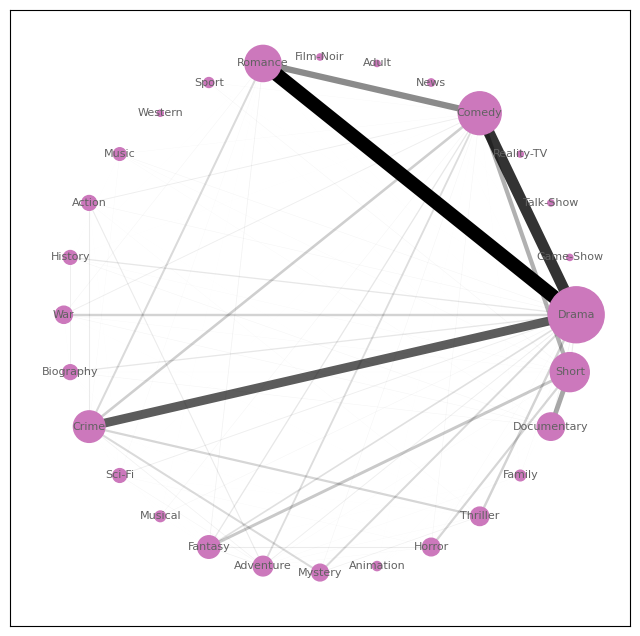 Film-Noir
Romance
Adult
Sport
News
Western
Comedy
Music
Reality-TV
Action
Talk-Show
History
Game-Show
War
Drama
Biography
Short
Crime
Documentary
Sci-Fi
Family
Musical
Thriller
Fantasy
Horror
Adventure
Mystery
Animation